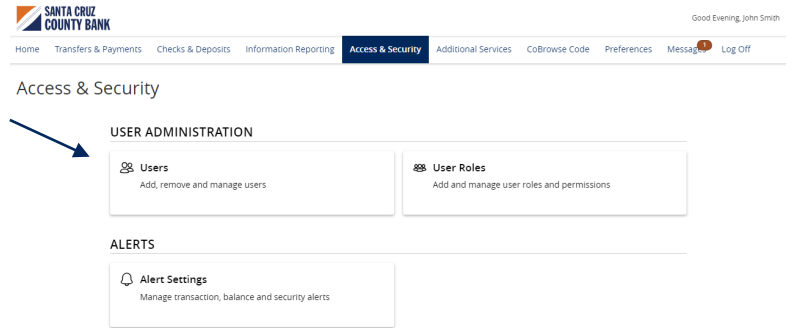 SANTA CRUZ
COUNTY BANK
Good Evening, John Smith
Home Transfers & Payments Checks & Deposits Information Reporting Access & Security Additional Services CoBrowse Code Preferences Messages 1 Log Off
Access & Security
USER ADMINISTRATION
Users User Roles
Add, remove and manage users Add and manage user roles and permissions
ALERTS
Alert Settings
Manage transaction, balance and security alerts